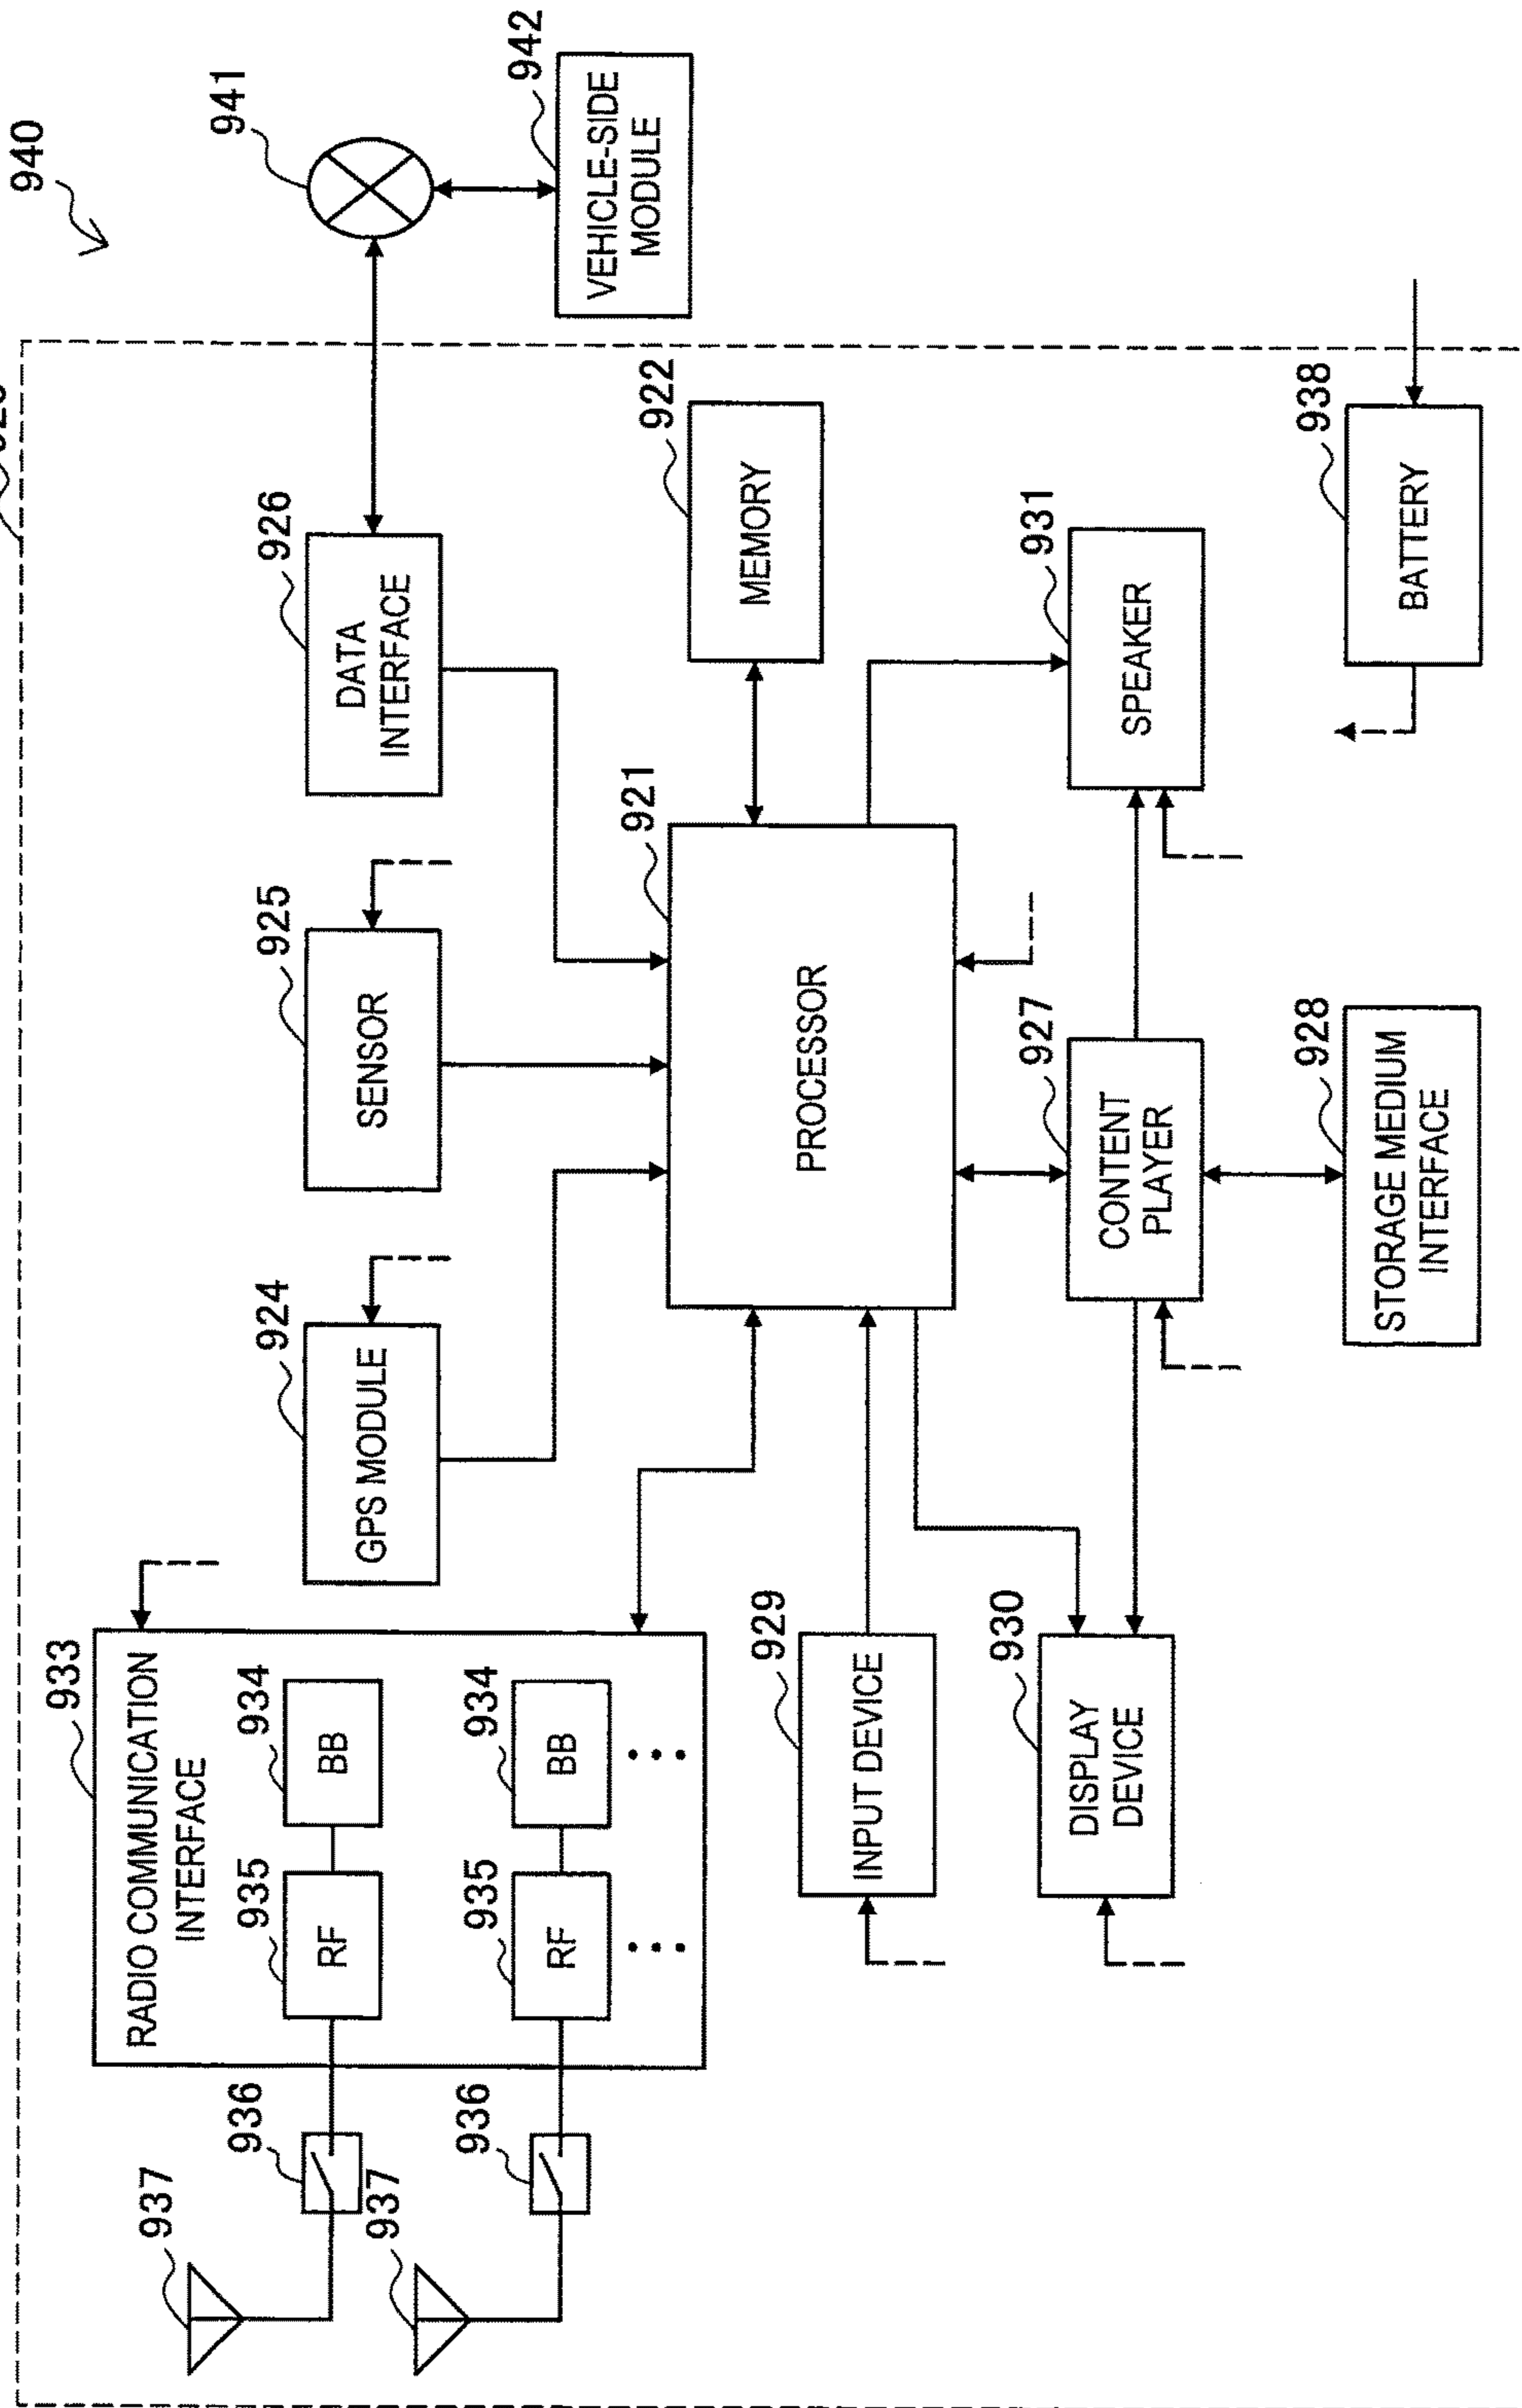 940
933
RADIO COMMUNICATION
INTERFACE
937
936
935
934
RF
BB
937
936
935
934
RF
BB
924
GPS MODULE
925
SENSOR
926
DATA
INTERFACE
941
942
VEHICLE-SIDE
MODULE
921
PROCESSOR
922
MEMORY
929
INPUT DEVICE
930
DISPLAY
DEVICE
927
CONTENT
PLAYER
931
SPEAKER
928
STORAGE MEDIUM
INTERFACE
938
BATTERY